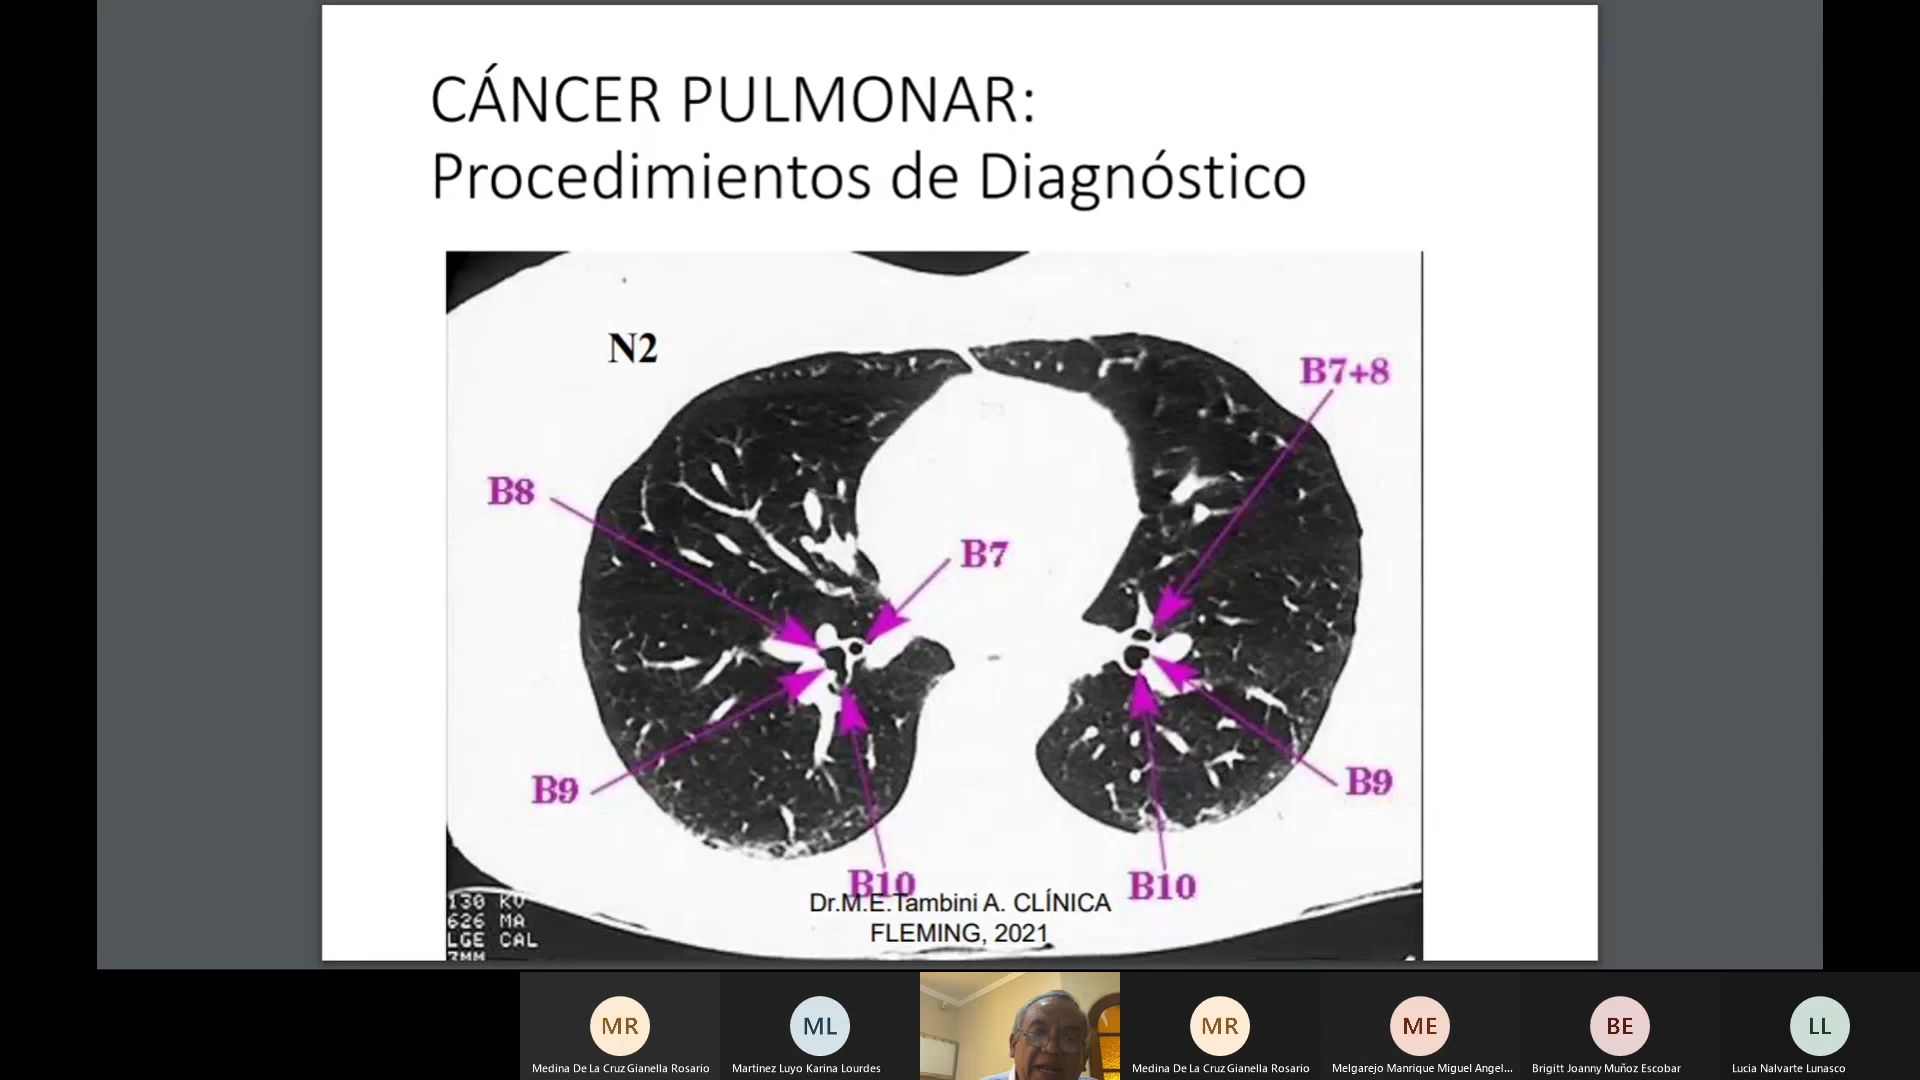 CÁNCER PULMONAR:
Procedimientos de Diagnóstico
N2
B7+8
B8
B7
B9
B9
B10
B10
Dr.M.E.Tambini A. CLÍNICA
FLEMING, 2021
130 KV
626 MA
LGE CAL
3MM
MR
ML
MR
ME
BE
LL
Medina De La Cruz Gianella Rosario
Martinez Luyo Karina Lourdes
Medina De La Cruz Gianella Rosario
Melgarejo Manrique Miguel Angel...
Brigitt Joanny Muñoz Escobar
Lucia Nalvarte Lunasco